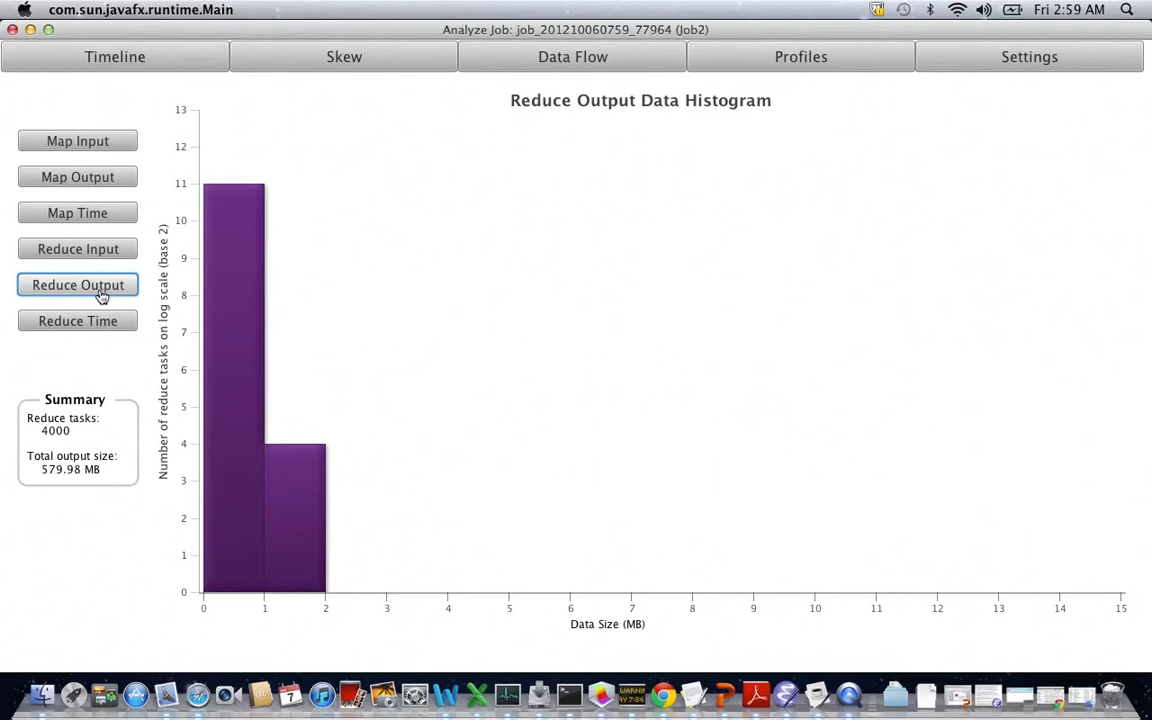 com.sun.javafx.runtime.Main
Fri 2:59 AM
Analyze Job: job_201210060759_77964 (Job2)
Timeline
Skew
Data Flow
Profiles
Settings
Map Input
Map Output
Map Time
Reduce Input
Reduce Output
Reduce Time
Summary
Reduce tasks:
4000
Total output size:
579.98 MB
Reduce Output Data Histogram
Number of reduce tasks on log scale (base 2)
13
12
11
10
9
8
7
6
5
4
3
2
1
0
0 1 2 3 4 5 6 7 8 9 10 11 12 13 14 15
Data Size (MB)